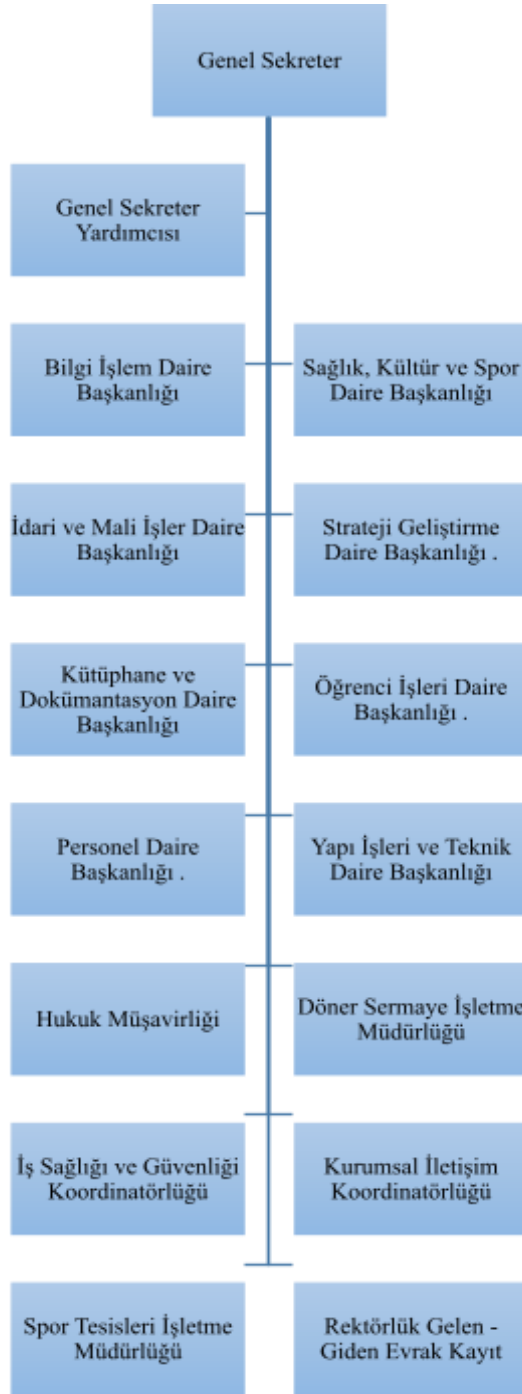 Genel Sekreter
Genel Sekreter
Yardımcısı
Bilgi İşlem Daire
Başkanlığı
Sağlık, Kültür ve Spor
Daire Başkanlığı
İdari ve Mali İşler Daire
Başkanlığı
Strateji Geliştirme
Daire Başkanlığı .
Kütüphane ve
Dokümantasyon Daire
Başkanlığı
Öğrenci İşleri Daire
Başkanlığı .
Personel Daire
Başkanlığı .
Yapı İşleri ve Teknik
Daire Başkanlığı
Hukuk Müşavirliği
Döner Sermaye İşletme
Müdürlüğü
İş Sağlığı ve Güvenliği
Koordinatörlüğü
Kurumsal İletişim
Koordinatörlüğü
Spor Tesisleri İşletme
Müdürlüğü
Rektörlük Gelen -
Giden Evrak Kayıt